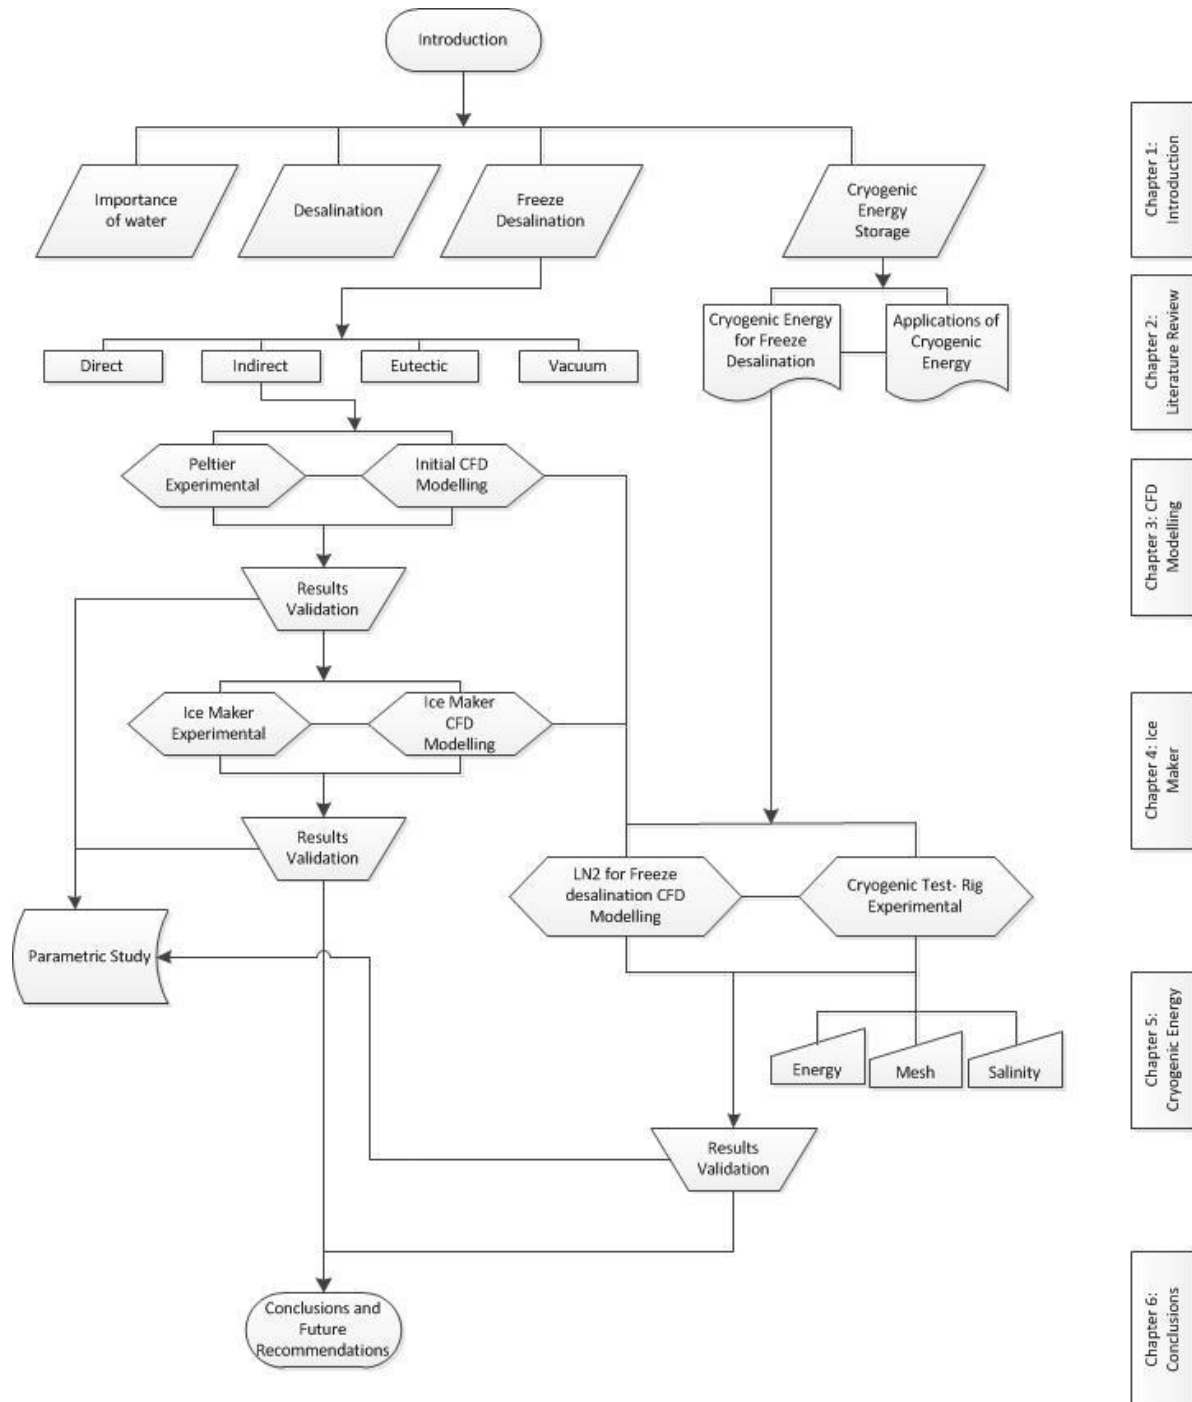 Introduction
Importance
of water
Desalination
Freeze
Desalination
Cryogenic
Energy
Storage
Chapter 1:
Introduction
Direct
Indirect
Eutectic
Vacuum
Cryogenic Energy
for Freeze
Desalination
Applications of
Cryogenic
Energy
Chapter 2:
Literature Review
Peltier
Experimental
Initial CFD
Modelling
Chapter 3: CFD
Modelling
Results
Validation
Ice Maker
Experimental
Ice Maker
CFD
Modelling
Chapter 4: Ice
Maker
Results
Validation
LN2 for Freeze
desalination CFD
Modelling
Cryogenic Test- Rig
Experimental
Parametric Study
Energy
Mesh
Salinity
Chapter 5:
Cryogenic Energy
Results
Validation
Conclusions and
Future
Recommendations
Chapter 6:
Conclusions